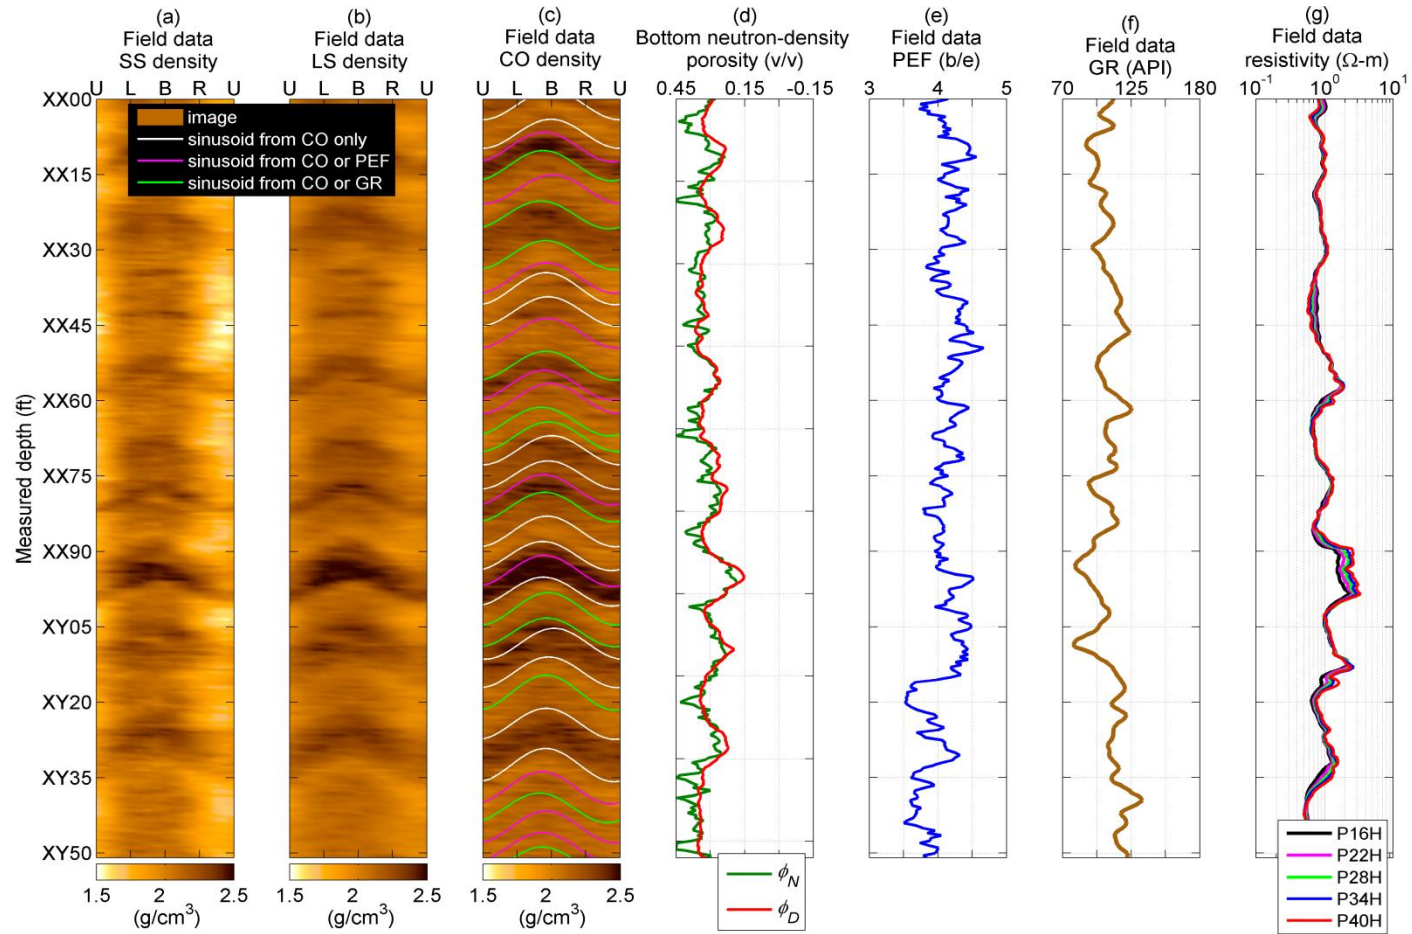 (a)
Field data
SS density
U L B R U
(b)
Field data
LS density
U L B R U
(c)
Field data
CO density
U L B R U
(d)
Bottom neutron-density
porosity (v/v)
0.45 0.15 -0.15
(e)
Field data
PEF (b/e)
3 4 5
(f)
Field data
GR (API)
70 125 180
(g)
Field data
resistivity (Ω-m)
10⁻¹ 10⁰ 10¹
image
sinusoid from CO only
sinusoid from CO or PEF
sinusoid from CO or GR
Measured depth (ft)
XX00
XX15
XX30
XX45
XX60
XX75
XX90
XY05
XY20
XY35
XY50
1.5 2 2.5
(g/cm³)
1.5 2 2.5
(g/cm³)
1.5 2 2.5
(g/cm³)
ϕN
ϕD
P16H
P22H
P28H
P34H
P40H